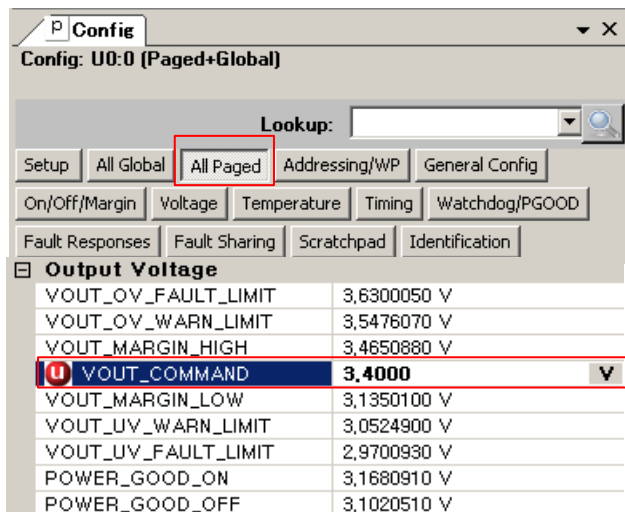 P Config
Config: U0:0 (Paged+Global)
Lookup:
Setup All Global All Paged Addressing/WP General Config
On/Off/Margin Voltage Temperature Timing Watchdog/PGOOD
Fault Responses Fault Sharing Scratchpad Identification
Output Voltage
VOUT_OV_FAULT_LIMIT 3,6300050 V
VOUT_OV_WARN_LIMIT 3,5476070 V
VOUT_MARGIN_HIGH 3,4650880 V
u VOUT_COMMAND 3,4000 V
VOUT_MARGIN_LOW 3,1350100 V
VOUT_UV_WARN_LIMIT 3,0524900 V
VOUT_UV_FAULT_LIMIT 2,9700930 V
POWER_GOOD_ON 3,1680910 V
POWER_GOOD_OFF 3,1020510 V